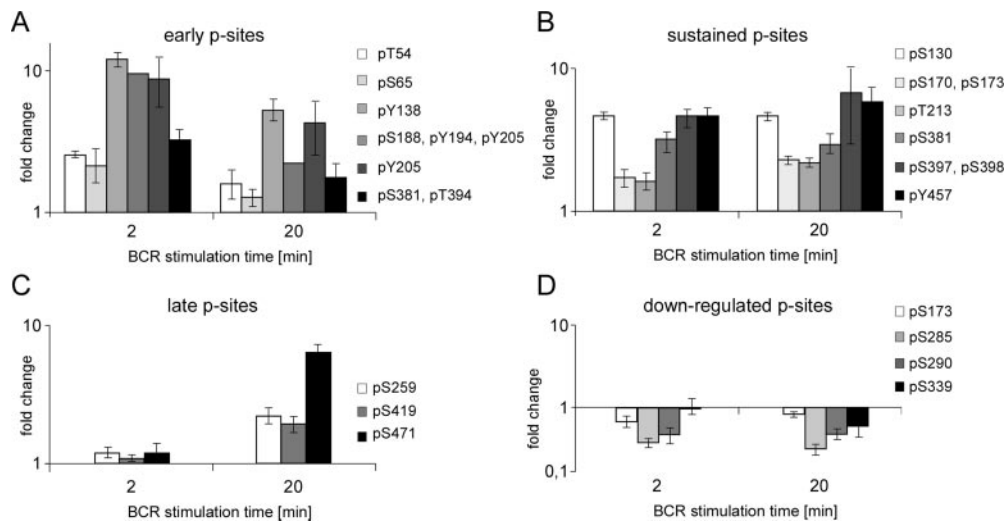 A
early p-sites
10
1
fold change
2
20
BCR stimulation time [min]
pT54
pS65
pY138
pS188, pY194, pY205
pY205
pS381, pT394
B
sustained p-sites
10
1
fold change
2
20
BCR stimulation time [min]
pS130
pS170, pS173
pT213
pS381
pS397, pS398
pY457
C
late p-sites
10
1
fold change
2
20
BCR stimulation time [min]
pS259
pS419
pS471
D
down-regulated p-sites
1
0,1
fold change
2
20
BCR stimulation time [min]
pS173
pS285
pS290
pS339